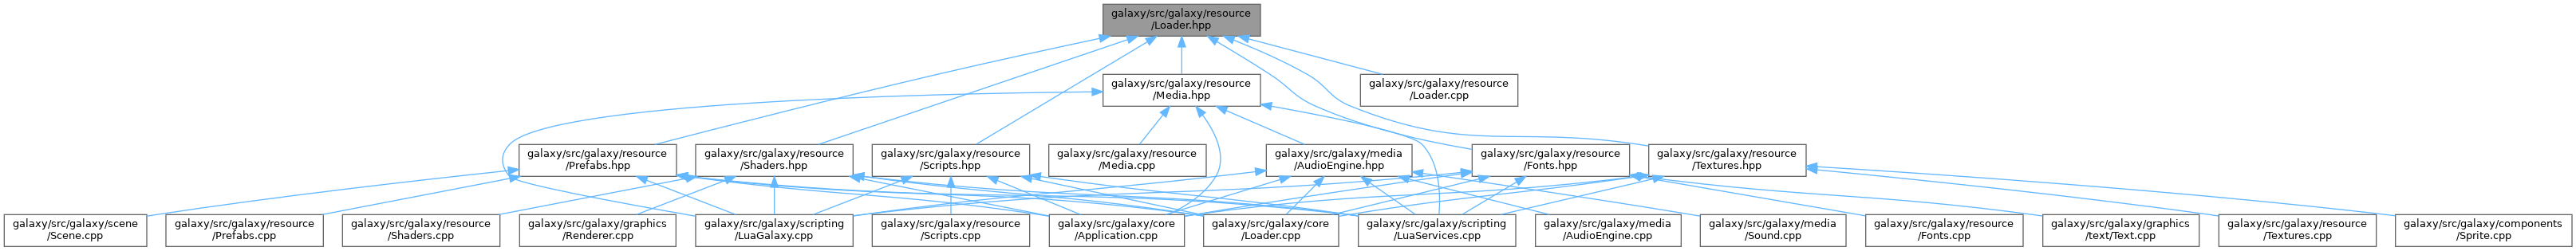 galaxy/src/galaxy/resource
/Loader.hpp
galaxy/src/galaxy/resource
/Media.hpp
galaxy/src/galaxy/resource
/Loader.cpp
galaxy/src/galaxy/resource
/Prefabs.hpp
galaxy/src/galaxy/resource
/Shaders.hpp
galaxy/src/galaxy/resource
/Scripts.hpp
galaxy/src/galaxy/resource
/Media.cpp
galaxy/src/galaxy/media
/AudioEngine.hpp
galaxy/src/galaxy/resource
/Fonts.hpp
galaxy/src/galaxy/resource
/Textures.hpp
galaxy/src/galaxy/scene
/Scene.cpp
galaxy/src/galaxy/resource
/Prefabs.cpp
galaxy/src/galaxy/resource
/Shaders.cpp
galaxy/src/galaxy/graphics
/Renderer.cpp
galaxy/src/galaxy/scripting
/LuaGalaxy.cpp
galaxy/src/galaxy/resource
/Scripts.cpp
galaxy/src/galaxy/core
/Application.cpp
galaxy/src/galaxy/core
/Loader.cpp
galaxy/src/galaxy/scripting
/LuaServices.cpp
galaxy/src/galaxy/media
/AudioEngine.cpp
galaxy/src/galaxy/media
/Sound.cpp
galaxy/src/galaxy/resource
/Fonts.cpp
galaxy/src/galaxy/graphics
/text/Text.cpp
galaxy/src/galaxy/resource
/Textures.cpp
galaxy/src/galaxy/components
/Sprite.cpp